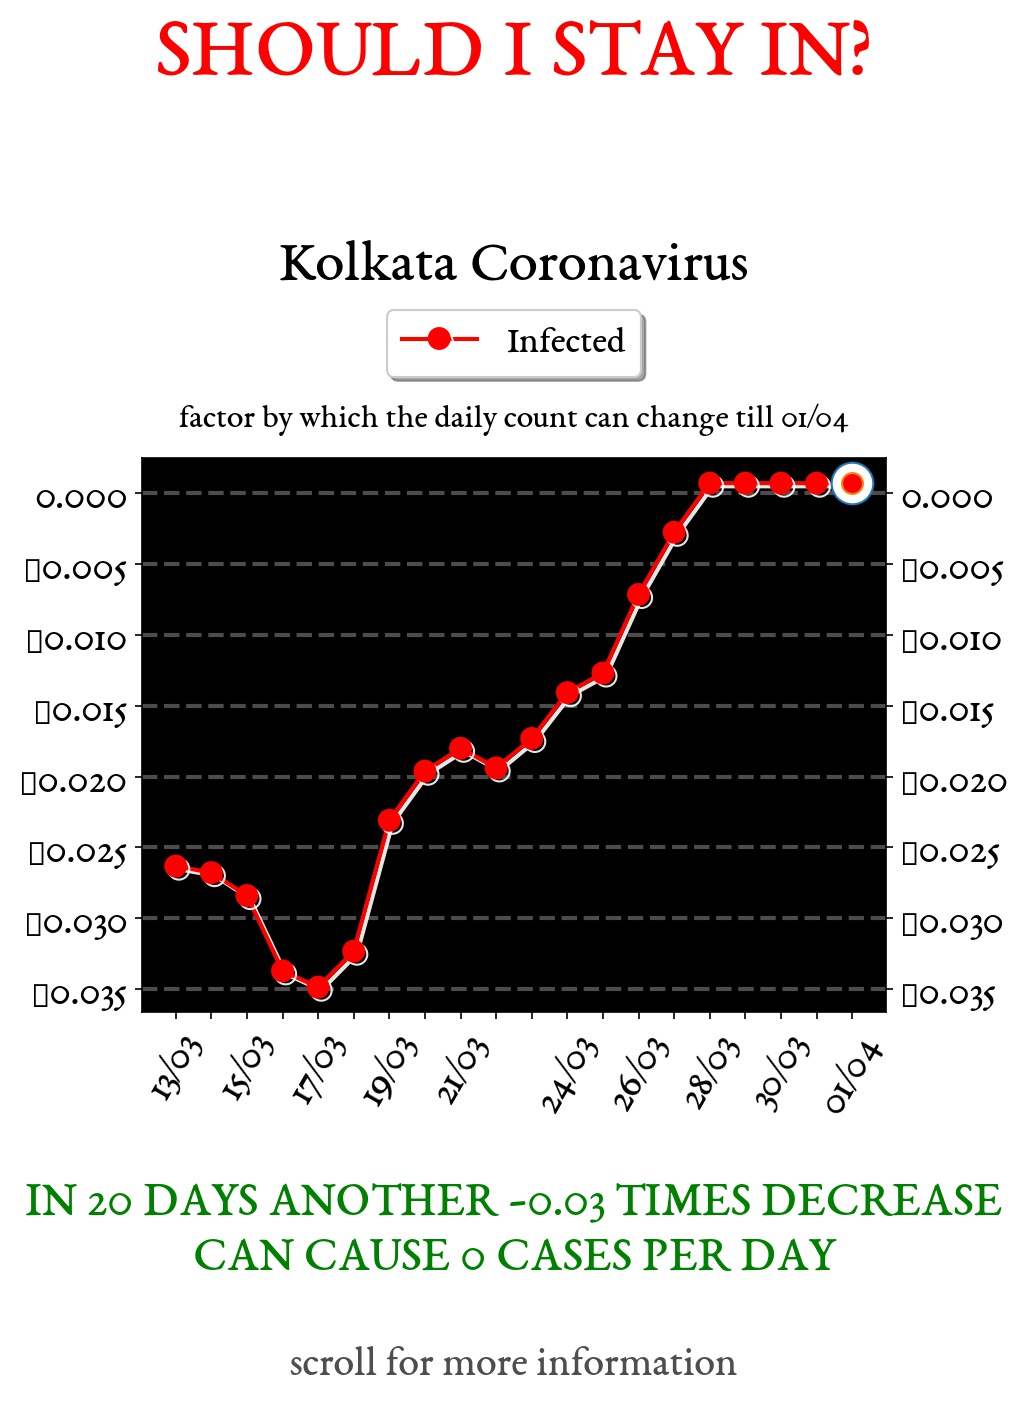 SHOULD I STAY IN?
Kolkata Coronavirus
Infected
factor by which the daily count can change till 01/04
0.000 0.000
▯0.005 ▯0.005
▯0.010 ▯0.010
▯0.015 ▯0.015
▯0.020 ▯0.020
▯0.025 ▯0.025
▯0.030 ▯0.030
▯0.035 ▯0.035
13/03 15/03 17/03 19/03 21/03 24/03 26/03 28/03 30/03 01/04
IN 20 DAYS ANOTHER -0.03 TIMES DECREASE
CAN CAUSE 0 CASES PER DAY
scroll for more information